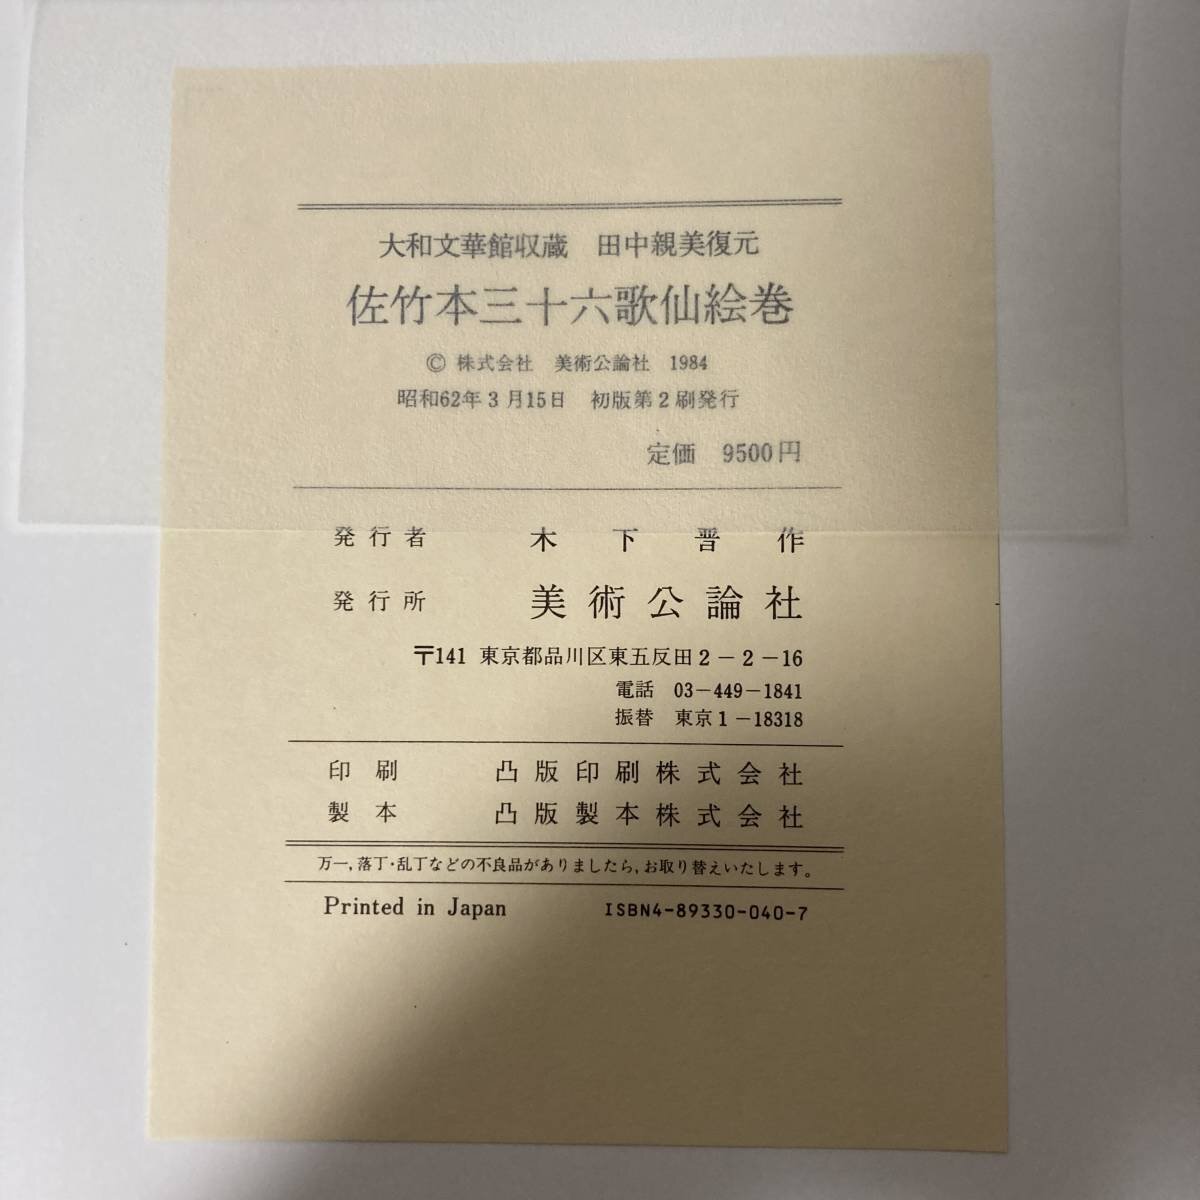 大和文華館収蔵　田中親美復元
佐竹本三十六歌仙絵巻
© 株式会社　美術公論社　1984
昭和62年3月15日　初版第2刷発行
定価　9500円
発行者　木下晋作
発行所　美術公論社
〒141 東京都品川区東五反田2－2－16
電話　03－449－1841
振替　東京1－18318
印刷　凸版印刷株式会社
製本　凸版製本株式会社
万一,落丁・乱丁などの不良品がありましたら,お取り替えいたします。
Printed in Japan　ISBN4-89330-040-7